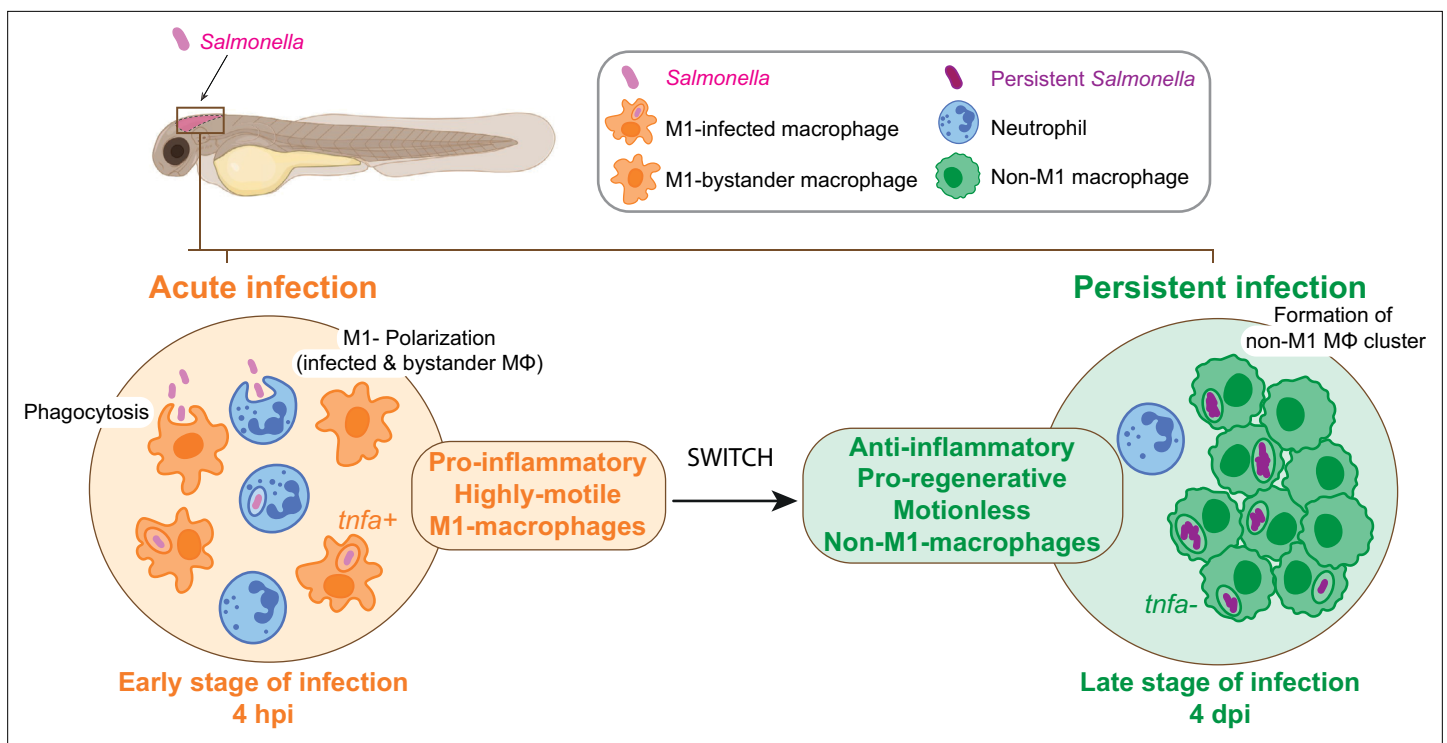 Salmonella
Salmonella
Persistent Salmonella
M1-infected macrophage
Neutrophil
M1-bystander macrophage
Non-M1 macrophage
Acute infection
Persistent infection
M1- Polarization
(infected & bystander MΦ)
Phagocytosis
Formation of
non-M1 MΦ cluster
tnfa+
Pro-inflammatory
Highly-motile
M1-macrophages
SWITCH
Anti-inflammatory
Pro-regenerative
Motionless
Non-M1-macrophages
tnfa-
Early stage of infection
4 hpi
Late stage of infection
4 dpi